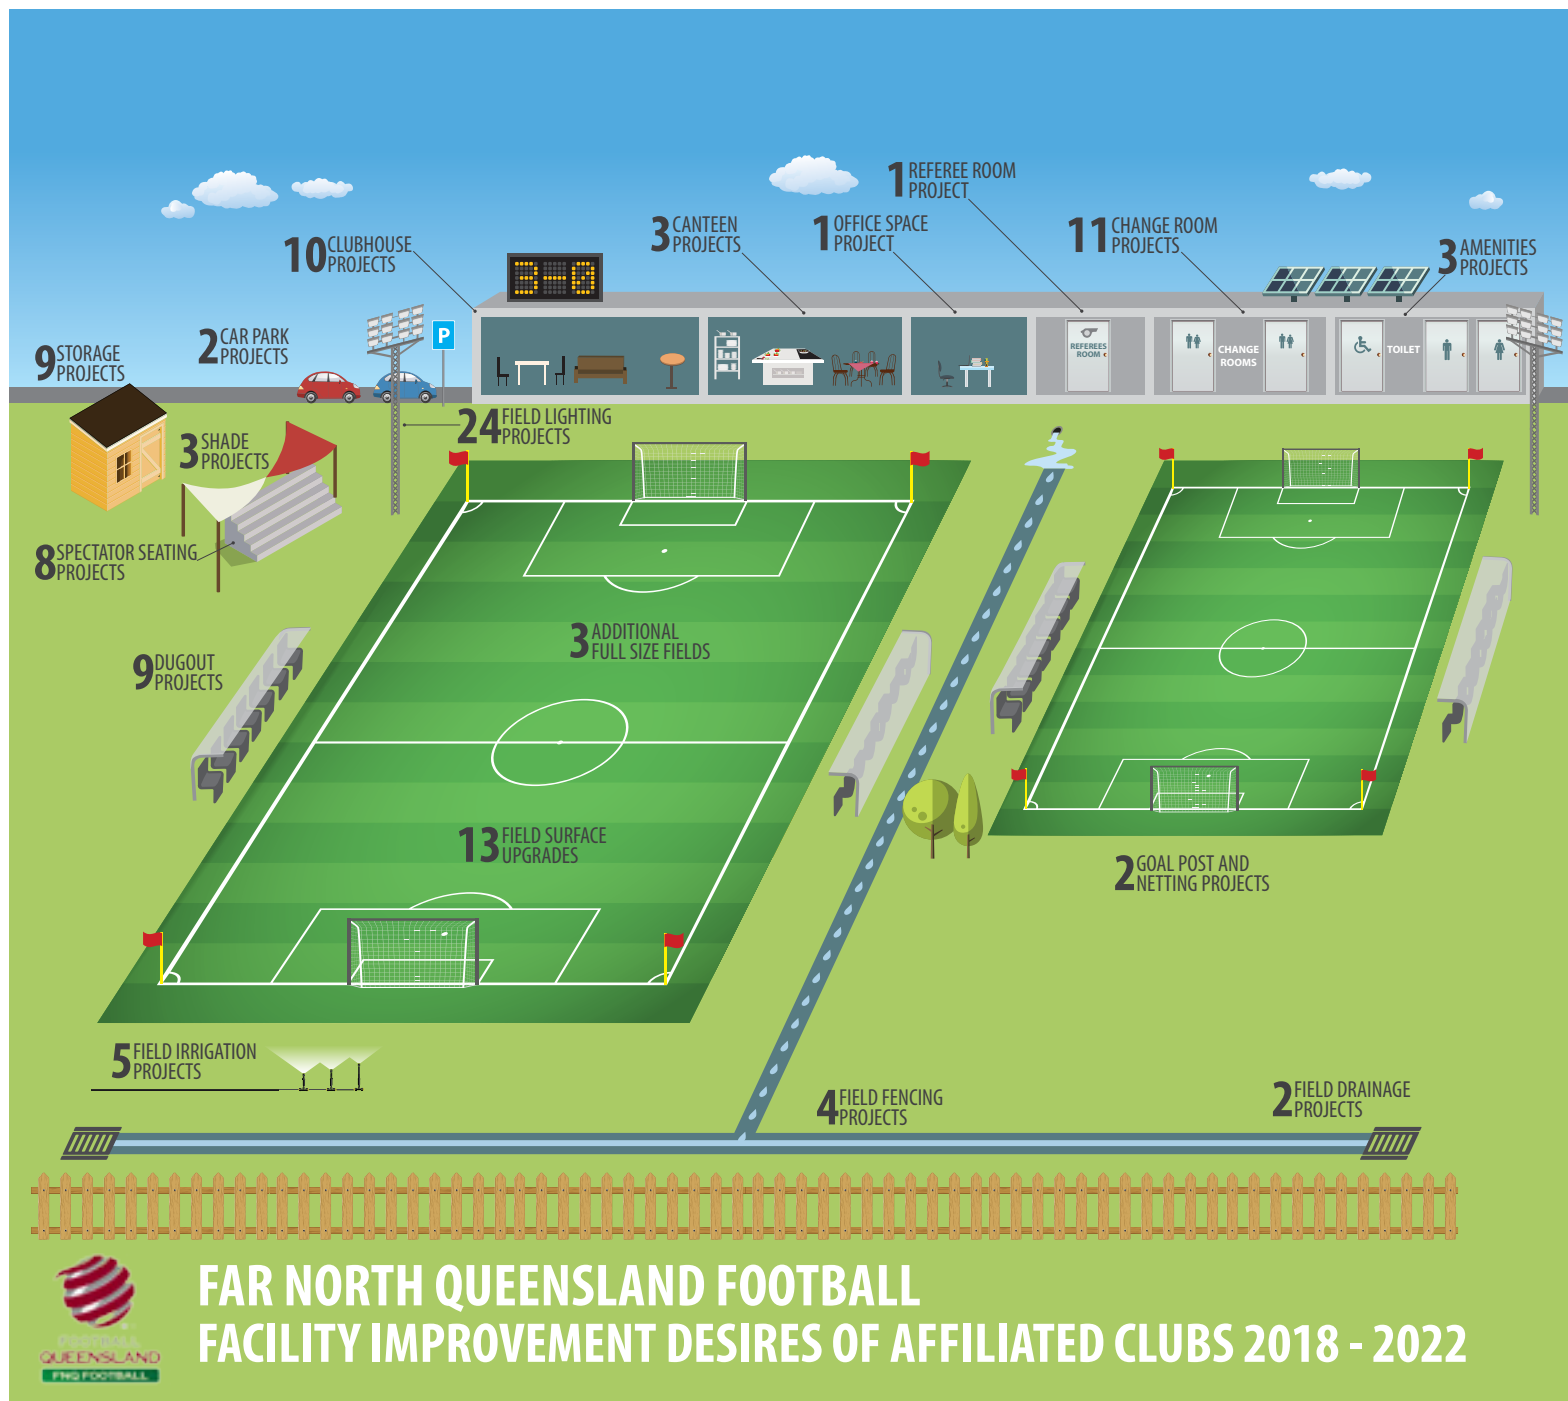 1 REFEREE ROOM
PROJECT
10 CLUBHOUSE
PROJECTS
3 CANTEEN
PROJECTS
1 OFFICE SPACE
PROJECT
11 CHANGE ROOM
PROJECTS
3 AMENITIES
PROJECTS
3-0
9 STORAGE
PROJECTS
2 CAR PARK
PROJECTS
P
REFEREES
ROOM
CHANGE
ROOMS
TOILET
24 FIELD LIGHTING
PROJECTS
3 SHADE
PROJECTS
8 SPECTATOR SEATING
PROJECTS
3 ADDITIONAL
FULL SIZE FIELDS
9 DUGOUT
PROJECTS
13 FIELD SURFACE
UPGRADES
2 GOAL POST AND
NETTING PROJECTS
5 FIELD IRRIGATION
PROJECTS
4 FIELD FENCING
PROJECTS
2 FIELD DRAINAGE
PROJECTS
FAR NORTH QUEENSLAND FOOTBALL
FACILITY IMPROVEMENT DESIRES OF AFFILIATED CLUBS 2018 - 2022
FOOTBALL
QUEENSLAND
FNQ FOOTBALL